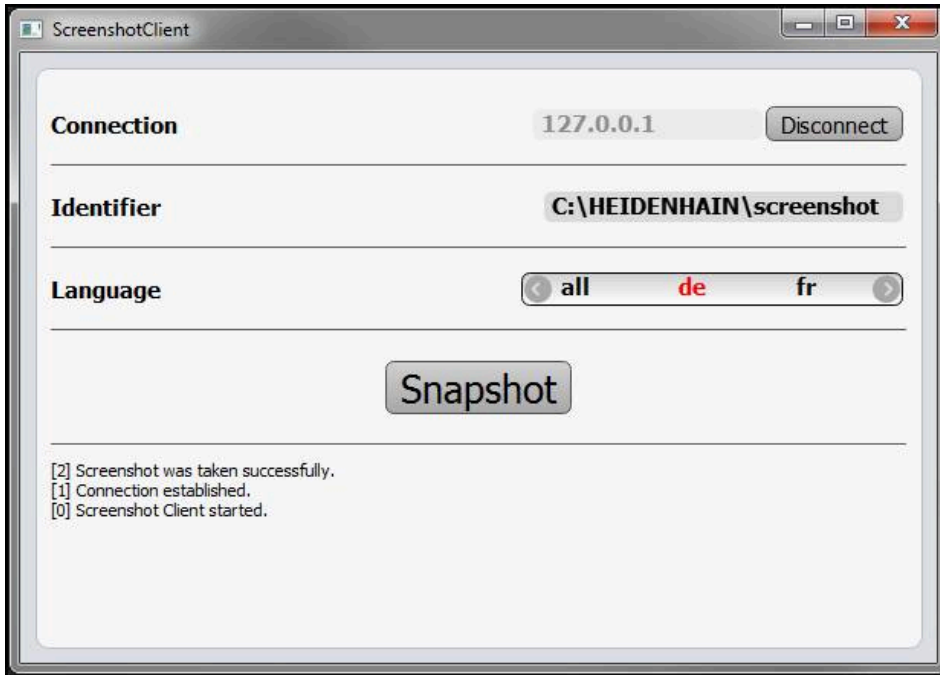 ScreenshotClient
Connection 127.0.0.1 Disconnect
Identifier C:\HEIDENHAIN\screenshot
Language all de fr
Snapshot
[2] Screenshot was taken successfully.
[1] Connection established.
[0] Screenshot Client started.